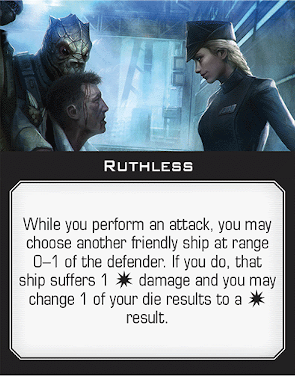 Ruthless
While you perform an attack, you may
choose another friendly ship at range
0–1 of the defender. If you do, that
ship suffers 1 damage and you may
change 1 of your die results to a
result.